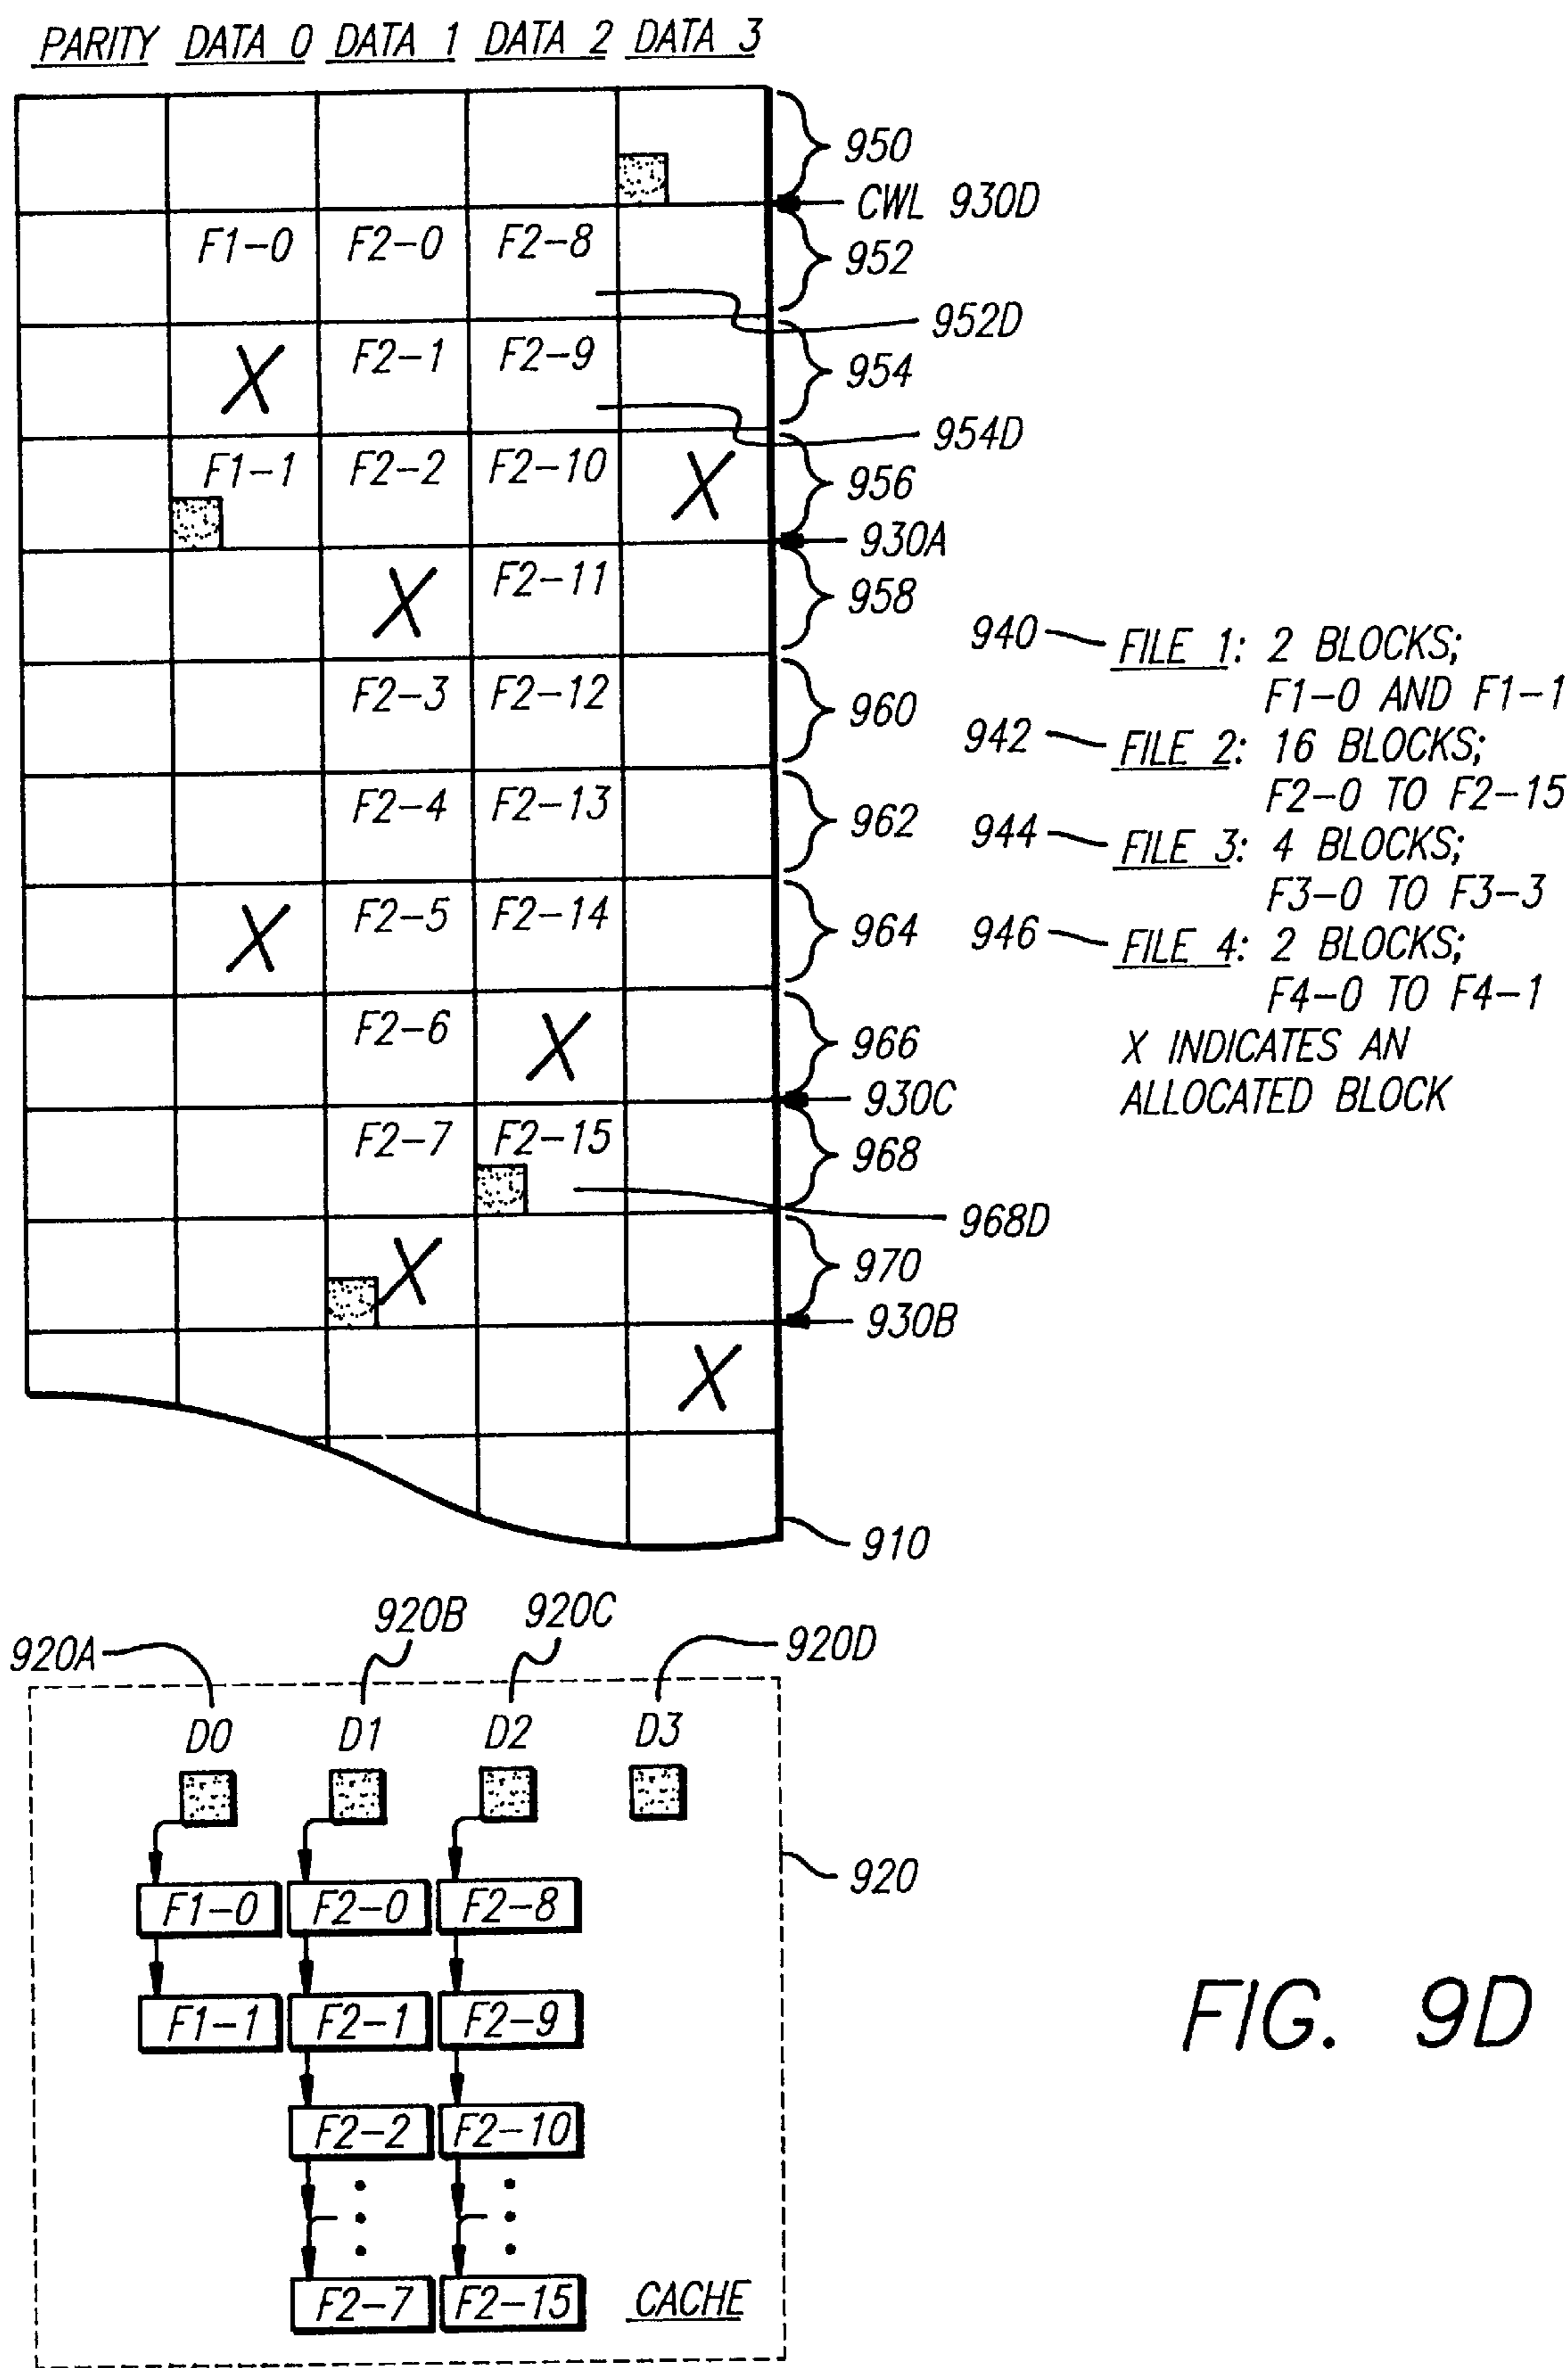 PARITY DATA 0 DATA 1 DATA 2 DATA 3
950
CWL 930D
F1-0 F2-0 F2-8
952
952D
X F2-1 F2-9
954
954D
F1-1 F2-2 F2-10 X
956
930A
X F2-11
958
F2-3 F2-12
960
F2-4 F2-13
962
X F2-5 F2-14
964
F2-6 X
966
930C
F2-7 F2-15
968
968D
X
970
930B
X
910
940 FILE 1: 2 BLOCKS;
F1-0 AND F1-1
942 FILE 2: 16 BLOCKS;
F2-0 TO F2-15
944 FILE 3: 4 BLOCKS;
F3-0 TO F3-3
946 FILE 4: 2 BLOCKS;
F4-0 TO F4-1
X INDICATES AN
ALLOCATED BLOCK
920A 920B 920C 920D
D0 D1 D2 D3
920
F1-0 F2-0 F2-8
F1-1 F2-1 F2-9
F2-2 F2-10
F2-7 F2-15 CACHE
FIG. 9D